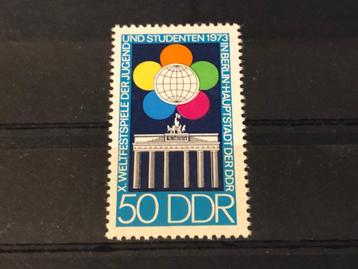 X. WELTFESTSPIELE DER JUGEND
UND STUDENTEN 1973
IN BERLIN-HAUPTSTADT DER DDR
50 DDR